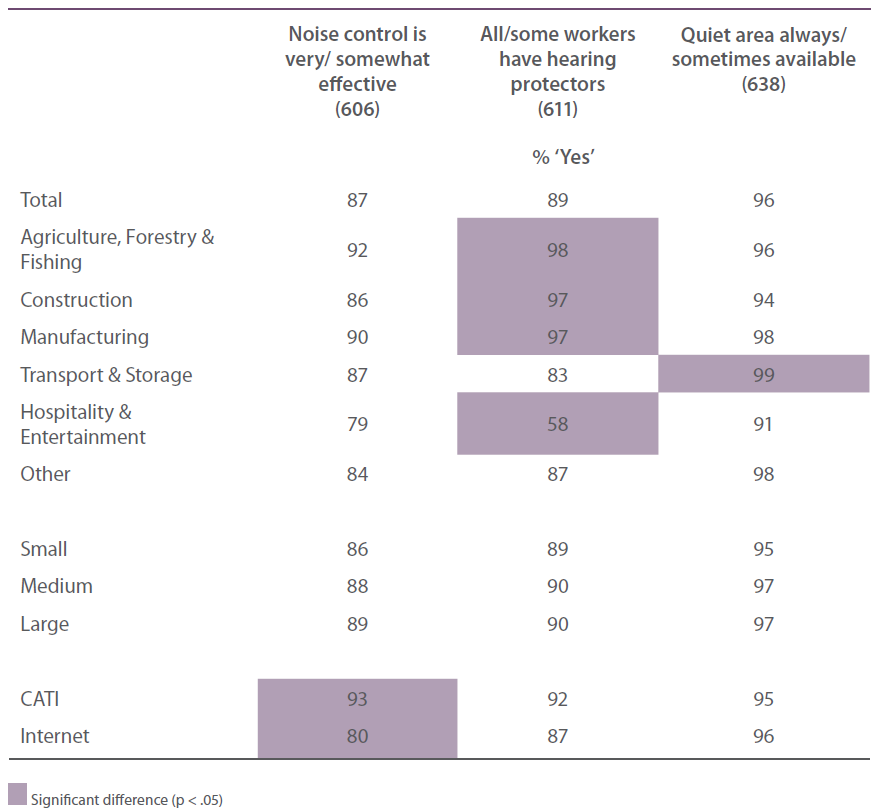 Noise control is very/ somewhat effective (606) All/some workers have hearing protectors (611) Quiet area always/ sometimes available (638)
% ‘Yes’
Total 87 89 96
Agriculture, Forestry & Fishing 92 98 96
Construction 86 97 94
Manufacturing 90 97 98
Transport & Storage 87 83 99
Hospitality & Entertainment 79 58 91
Other 84 87 98
Small 86 89 95
Medium 88 90 97
Large 89 90 97
CATI 93 92 95
Internet 80 87 96
Significant difference (p < .05)